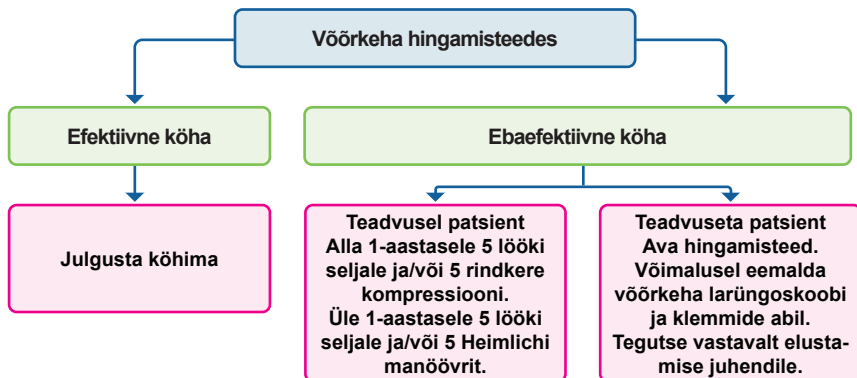 Võõrkeha hingamisteedes
Efektiivne köha
Ebaefektiivne köha
Julgusta köhima
Teadvusel patsient
Alla 1-aastasele 5 lööki
seljale ja/või 5 rindkere
kompressiooni.
Üle 1-aastasele 5 lööki
seljale ja/või 5 Heimlichi
manöövrit.
Teadvuseta patsient
Ava hingamisteed.
Võimalusel eemalda
võõrkeha larüngoskoobi
ja klemmide abil.
Tegutse vastavalt elusta-
mise juhendile.